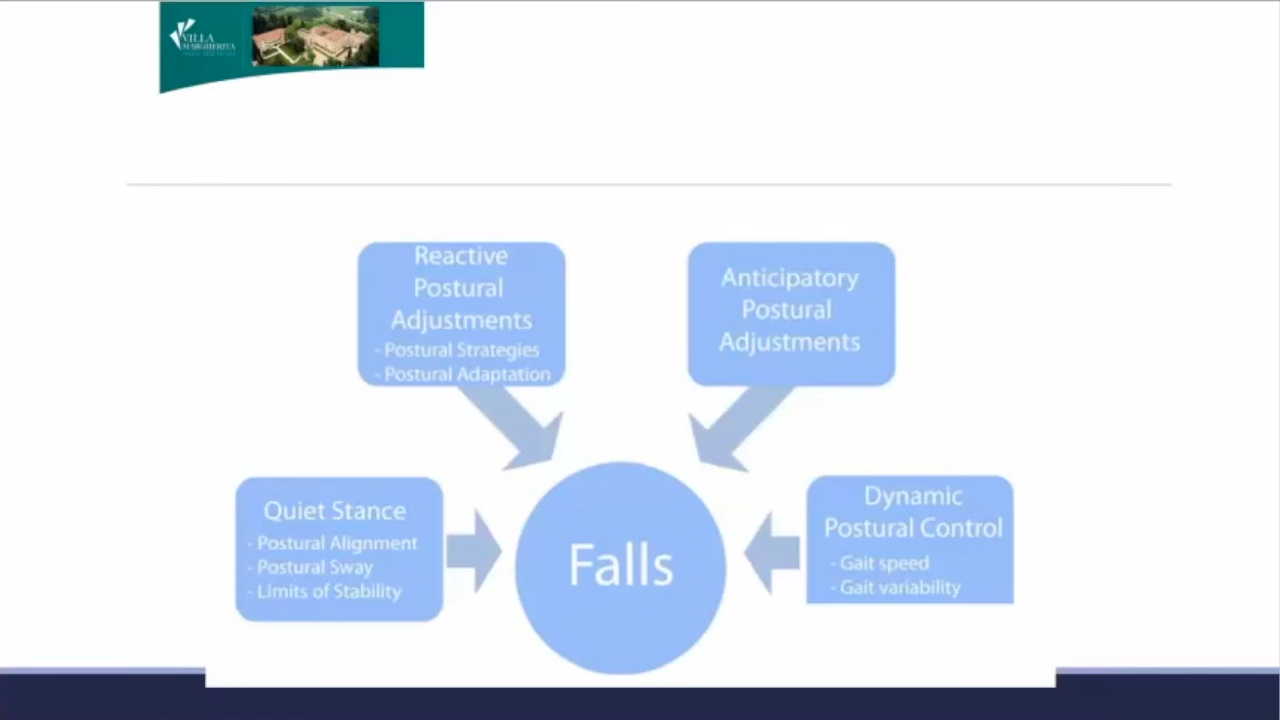 VILLA
MARGHERITA
Reactive
Postural
Adjustments
- Postural Strategies
- Postural Adaptation
Anticipatory
Postural
Adjustments
Quiet Stance
- Postural Alignment
- Postural Sway
- Limits of Stability
Falls
Dynamic
Postural Control
- Gait speed
- Gait variability